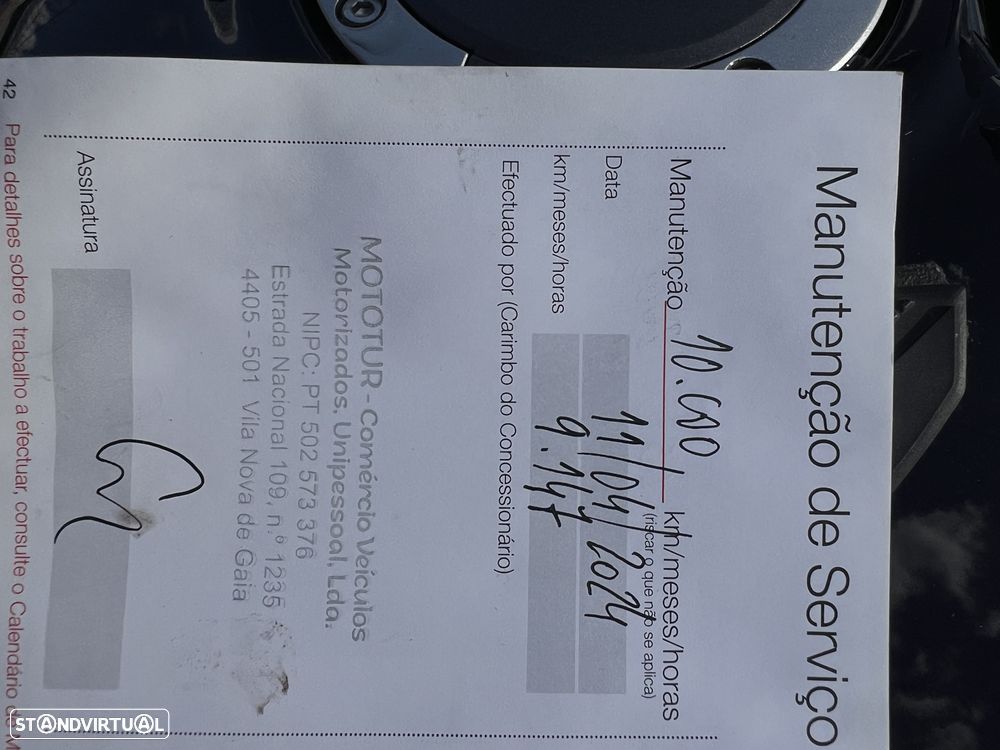 Manutenção de Serviço
Manutenção 10.000 km/meses/horas
(riscar o que não se aplica)
Data 11/04/2024
km/meses/horas 9.147
Efectuado por (Carimbo do Concessionário)
MOTOTUR - Comércio Veículos
Motorizados, Unipessoal, Lda.
NIPC: PT 502 573 376
Estrada Nacional 109, n.º 1235
4405 - 501 Vila Nova de Gaia
Assinatura
42 Para detalhes sobre o trabalho a efectuar, consulte o Calendário de M
STANDVIRTUAL